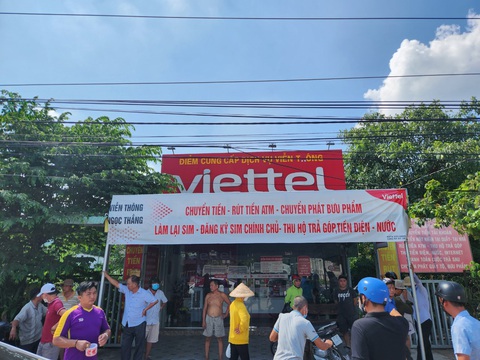 ĐIỂM CUNG CẤP DỊCH VỤ VIỄN T
viettel
VIỄN THÔNG
NGỌC THẮNG
CHUYỂN TIỀN - RÚT TIỀN ATM - CHUYỂN PHÁT BƯU PHẨM
LÀM LẠI SIM - ĐĂNG KÝ SIM CHÍNH CHỦ- THU HỘ TRẢ GÓP,TIỀN ĐIỆN - NƯỚC
viettel